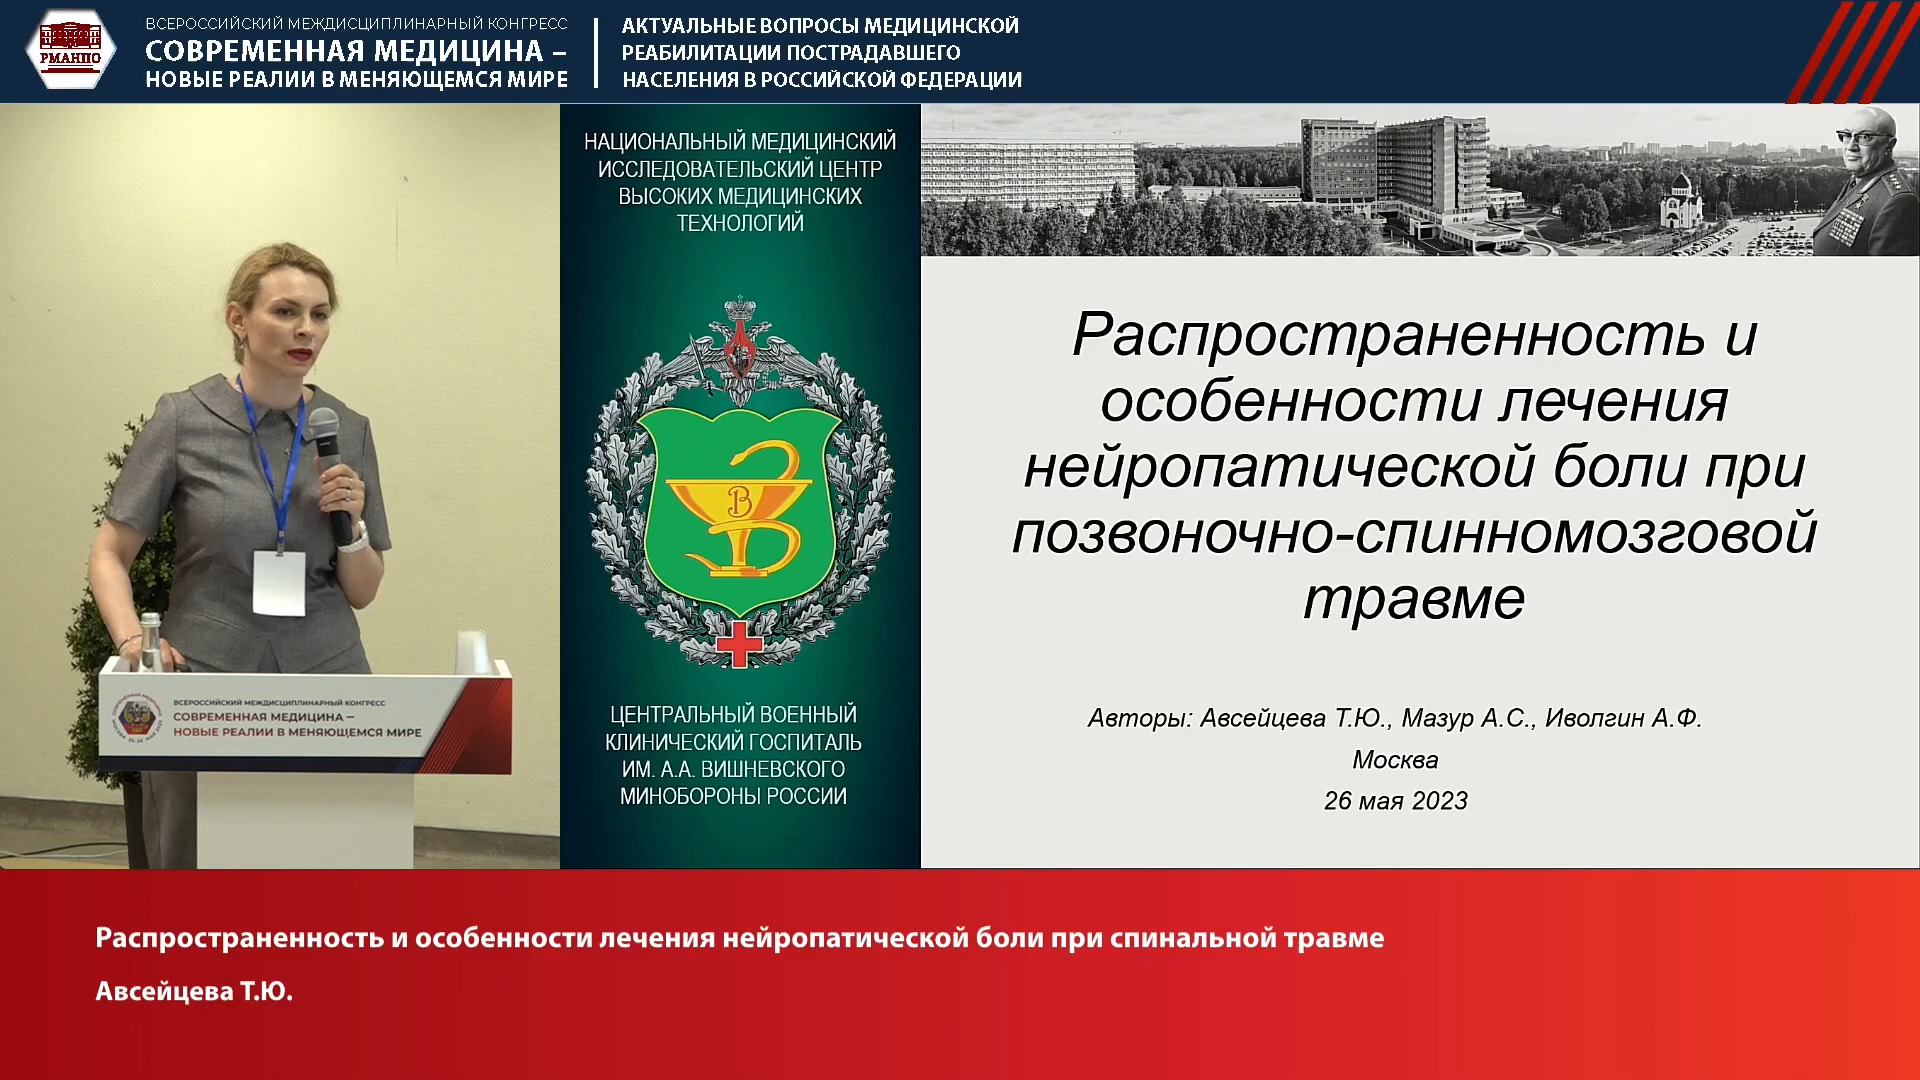 РМАНПО
ВСЕРОССИЙСКИЙ МЕЖДИСЦИПЛИНАРНЫЙ КОНГРЕСС
СОВРЕМЕННАЯ МЕДИЦИНА –
НОВЫЕ РЕАЛИИ В МЕНЯЮЩЕМСЯ МИРЕ
АКТУАЛЬНЫЕ ВОПРОСЫ МЕДИЦИНСКОЙ
РЕАБИЛИТАЦИИ ПОСТРАДАВШЕГО
НАСЕЛЕНИЯ В РОССИЙСКОЙ ФЕДЕРАЦИИ
ВСЕРОССИЙСКИЙ МЕЖДИСЦИПЛИНАРНЫЙ КОНГРЕСС
СОВРЕМЕННАЯ МЕДИЦИНА –
НОВЫЕ РЕАЛИИ В МЕНЯЮЩЕМСЯ МИРЕ
НАЦИОНАЛЬНЫЙ МЕДИЦИНСКИЙ
ИССЛЕДОВАТЕЛЬСКИЙ ЦЕНТР
ВЫСОКИХ МЕДИЦИНСКИХ
ТЕХНОЛОГИЙ
В
ЦЕНТРАЛЬНЫЙ ВОЕННЫЙ
КЛИНИЧЕСКИЙ ГОСПИТАЛЬ
ИМ. А.А. ВИШНЕВСКОГО
МИНОБОРОНЫ РОССИИ
Распространенность и
особенности лечения
нейропатической боли при
позвоночно-спинномозговой
травме
Авторы: Авсейцева Т.Ю., Мазур А.С., Иволгин А.Ф.
Москва
26 мая 2023
Распространенность и особенности лечения нейропатической боли при спинальной травме
Авсейцева Т.Ю.